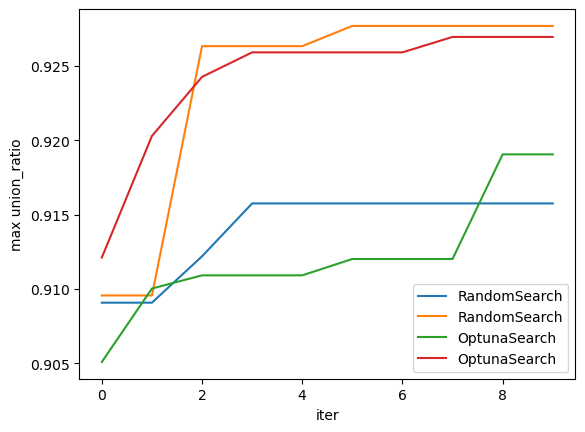 0.925
0.920
0.915
0.910
0.905
max union_ratio
0 2 4 6 8
iter
RandomSearch
RandomSearch
OptunaSearch
OptunaSearch